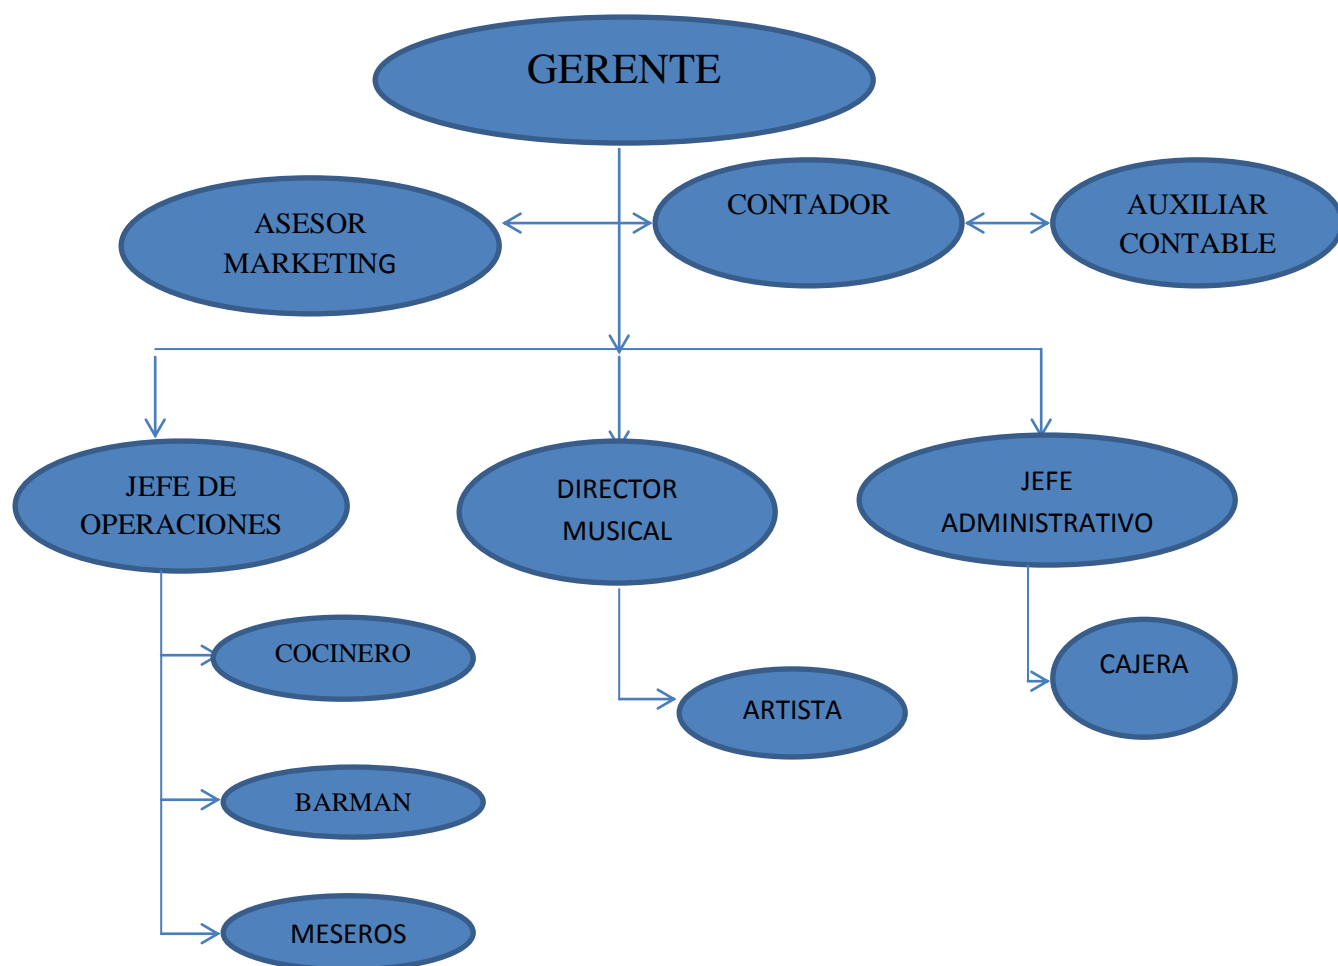 GERENTE
ASESOR
MARKETING
CONTADOR
AUXILIAR
CONTABLE
JEFE DE
OPERACIONES
DIRECTOR
MUSICAL
JEFE
ADMINISTRATIVO
COCINERO
BARMAN
MESEROS
ARTISTA
CAJERA